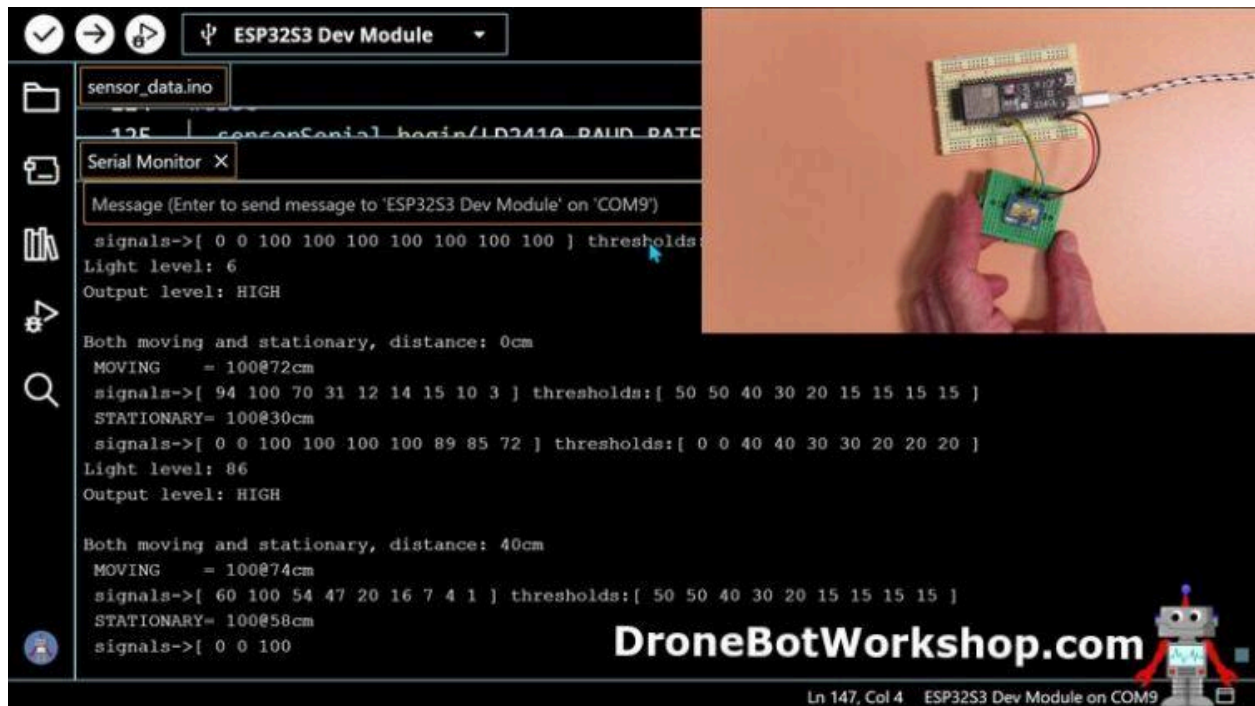 ESP32S3 Dev Module
sensor_data.ino
125 sensorSerial.begin(LD2410_BAUD_RATE
Serial Monitor X
Message (Enter to send message to 'ESP32S3 Dev Module' on 'COM9')
signals->[ 0 0 100 100 100 100 100 100 100 ] thresholds:
Light level: 6
Output level: HIGH
Both moving and stationary, distance: 0cm
MOVING = 100@72cm
signals->[ 94 100 70 31 12 14 15 10 3 ] thresholds:[ 50 50 40 30 20 15 15 15 15 ]
STATIONARY= 100@30cm
signals->[ 0 0 100 100 100 100 89 85 72 ] thresholds:[ 0 0 40 40 30 30 20 20 20 ]
Light level: 86
Output level: HIGH
Both moving and stationary, distance: 40cm
MOVING = 100@74cm
signals->[ 60 100 54 47 20 16 7 4 1 ] thresholds:[ 50 50 40 30 20 15 15 15 15 ]
STATIONARY= 100@58cm
signals->[ 0 0 100
DroneBotWorkshop.com
Ln 147, Col 4 ESP32S3 Dev Module on COM9